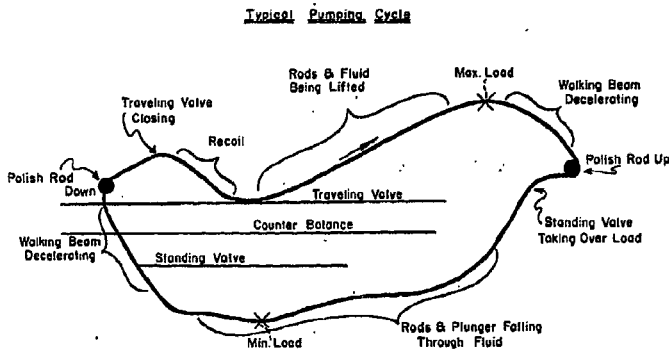 Typical Pumping Cycle
Rods & Fluid
Being Lifted
Max. Load
Walking Beam
Decelerating
Traveling Valve
Closing
Recoil
Polish Rod
Down
Polish Rod Up
Traveling Valve
Counter Balance
Standing Valve
Taking Over Load
Walking Beam
Decelerating
Standing Valve
Min. Load
Rods & Plunger Falling
Through Fluid